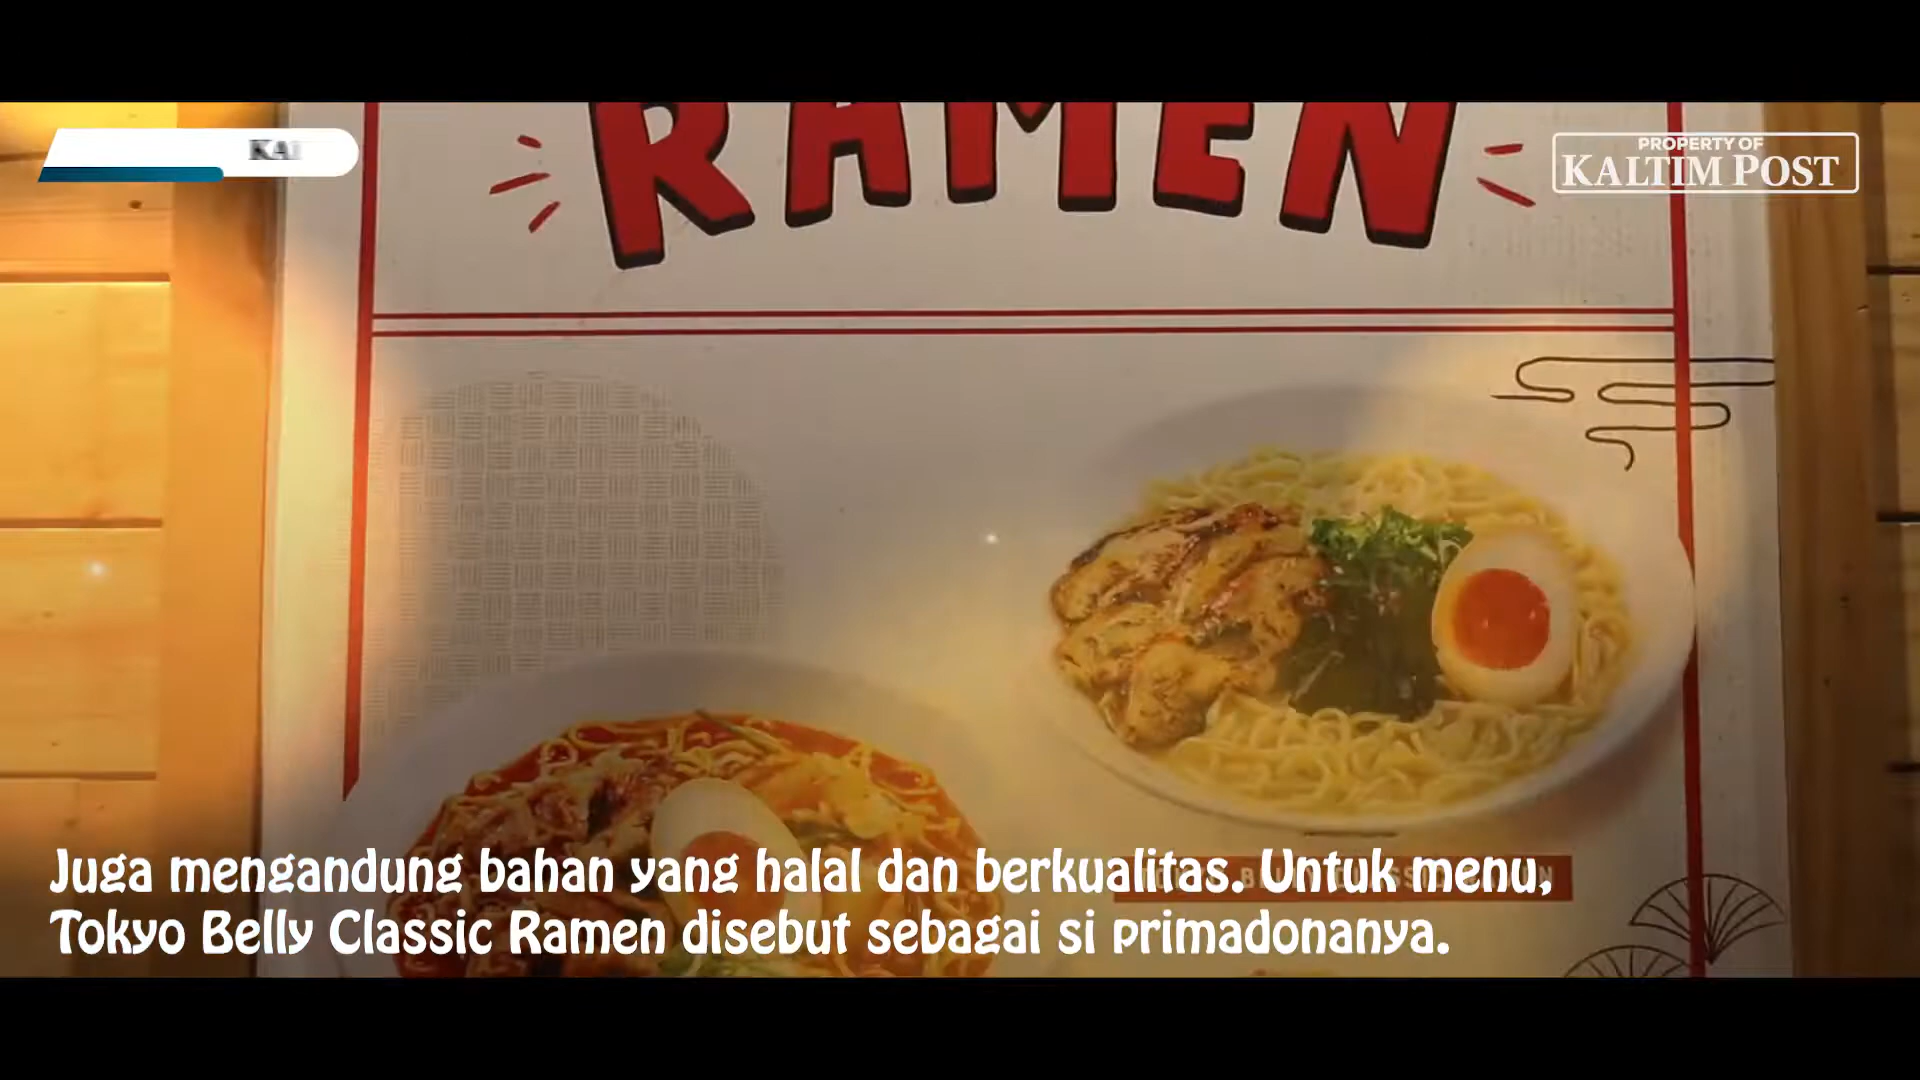 RAMEN
KAI
PROPERTY OF
KALTIM POST
Juga mengandung bahan yang halal dan berkualitas. Untuk menu,
Tokyo Belly Classic Ramen disebut sebagai si primadonanya.